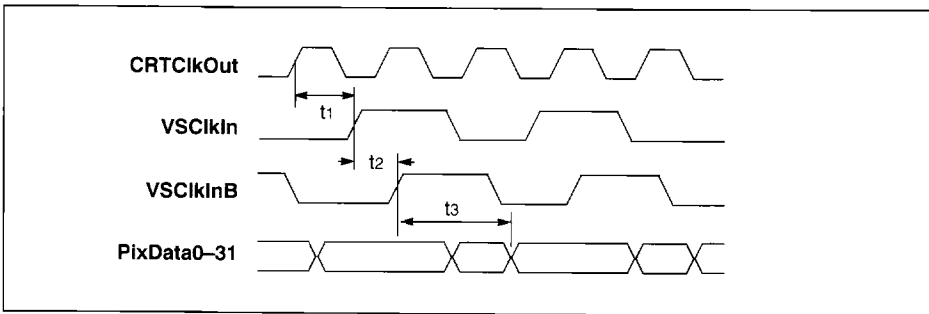 CRTClkOut
t1
VSClkIn
t2
VSClkInB
t3
PixData0–31